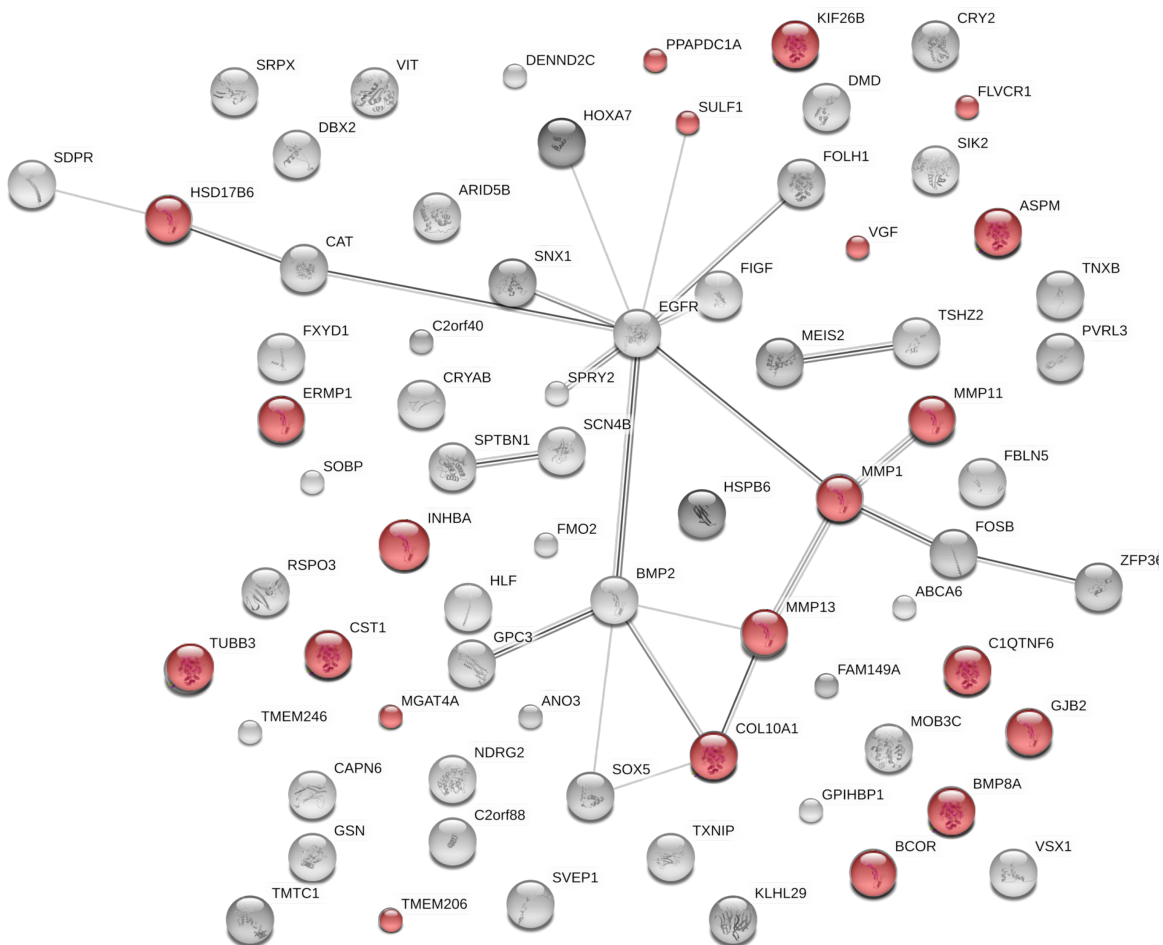 KIF26B
CRY2
PPAPDC1A
DENND2C
SRPX
VIT
DMD
FLVCR1
SULF1
HOXA7
DBX2
SIK2
SDPR
FOLH1
HSD17B6
ARID5B
ASPM
VGF
CAT
SNX1
FIGF
TNXB
EGFR
C2orf40
FXYD1
MEIS2
TSHZ2
PVRL3
CRYAB
SPRY2
ERMP1
MMP11
SCN4B
SPTBN1
SOBP
FBLN5
MMP1
HSPB6
INHBA
FMO2
FOSB
ZFP36
RSPO3
HLF
BMP2
ABCA6
MMP13
GPC3
TUBB3
CST1
C1QTNF6
FAM149A
MGAT4A
ANO3
TMEM246
GJB2
MOB3C
COL10A1
NDRG2
CAPN6
SOX5
GPIHBP1
BMP8A
C2orf88
GSN
TXNIP
BCOR
VSX1
SVEP1
TMTC1
TMEM206
KLHL29